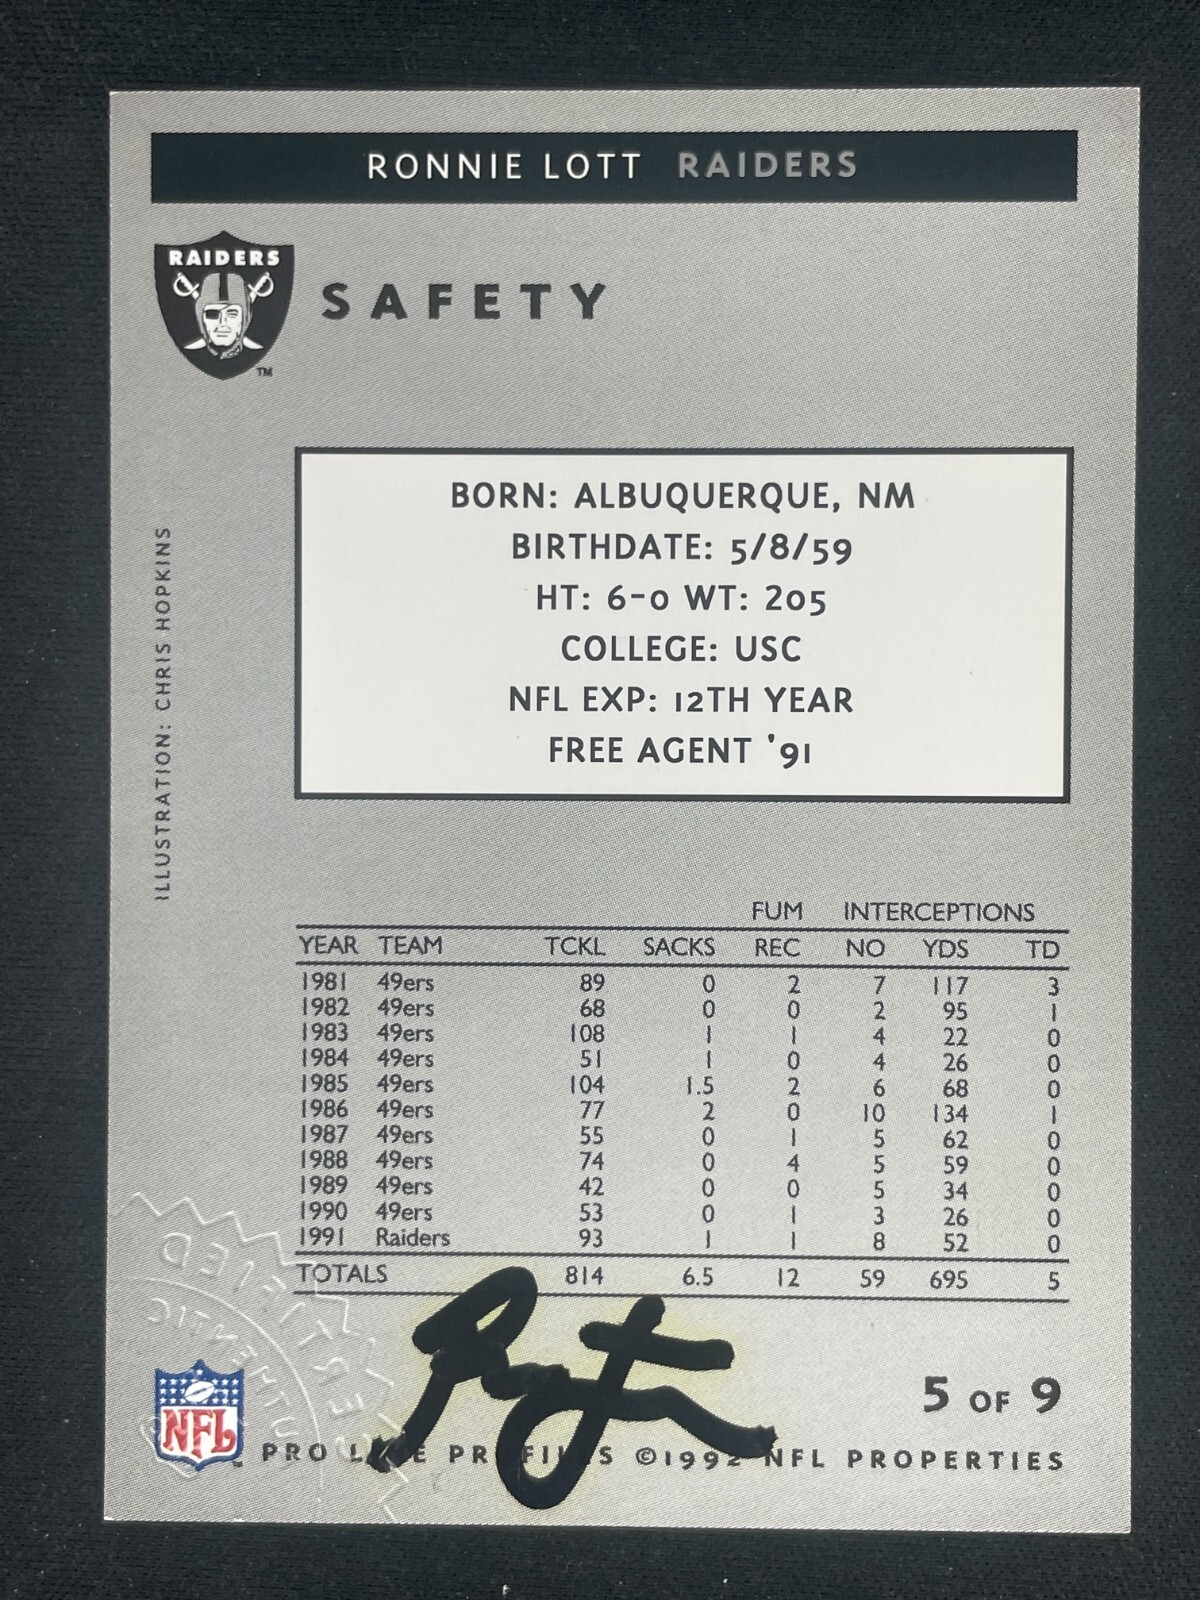 RONNIE LOTT RAIDERS
RAIDERS
TM
SAFETY
BORN: ALBUQUERQUE, NM
BIRTHDATE: 5/8/59
HT: 6-0 WT: 205
COLLEGE: USC
NFL EXP: 12TH YEAR
FREE AGENT '91
ILLUSTRATION: CHRIS HOPKINS
FUM INTERCEPTIONS
YEAR TEAM TCKL SACKS REC NO YDS TD
1981 49ers 89 0 2 7 117 3
1982 49ers 68 0 0 2 95 1
1983 49ers 108 1 1 4 22 0
1984 49ers 51 1 0 4 26 0
1985 49ers 104 1.5 2 6 68 0
1986 49ers 77 2 0 10 134 1
1987 49ers 55 0 1 5 62 0
1988 49ers 74 0 4 5 59 0
1989 49ers 42 0 0 5 34 0
1990 49ers 53 0 1 3 26 0
1991 Raiders 93 1 1 8 52 0
TOTALS 814 6.5 12 59 695 5
5 OF 9
NFL
PRO LINE PROFILES ©1992 NFL PROPERTIES